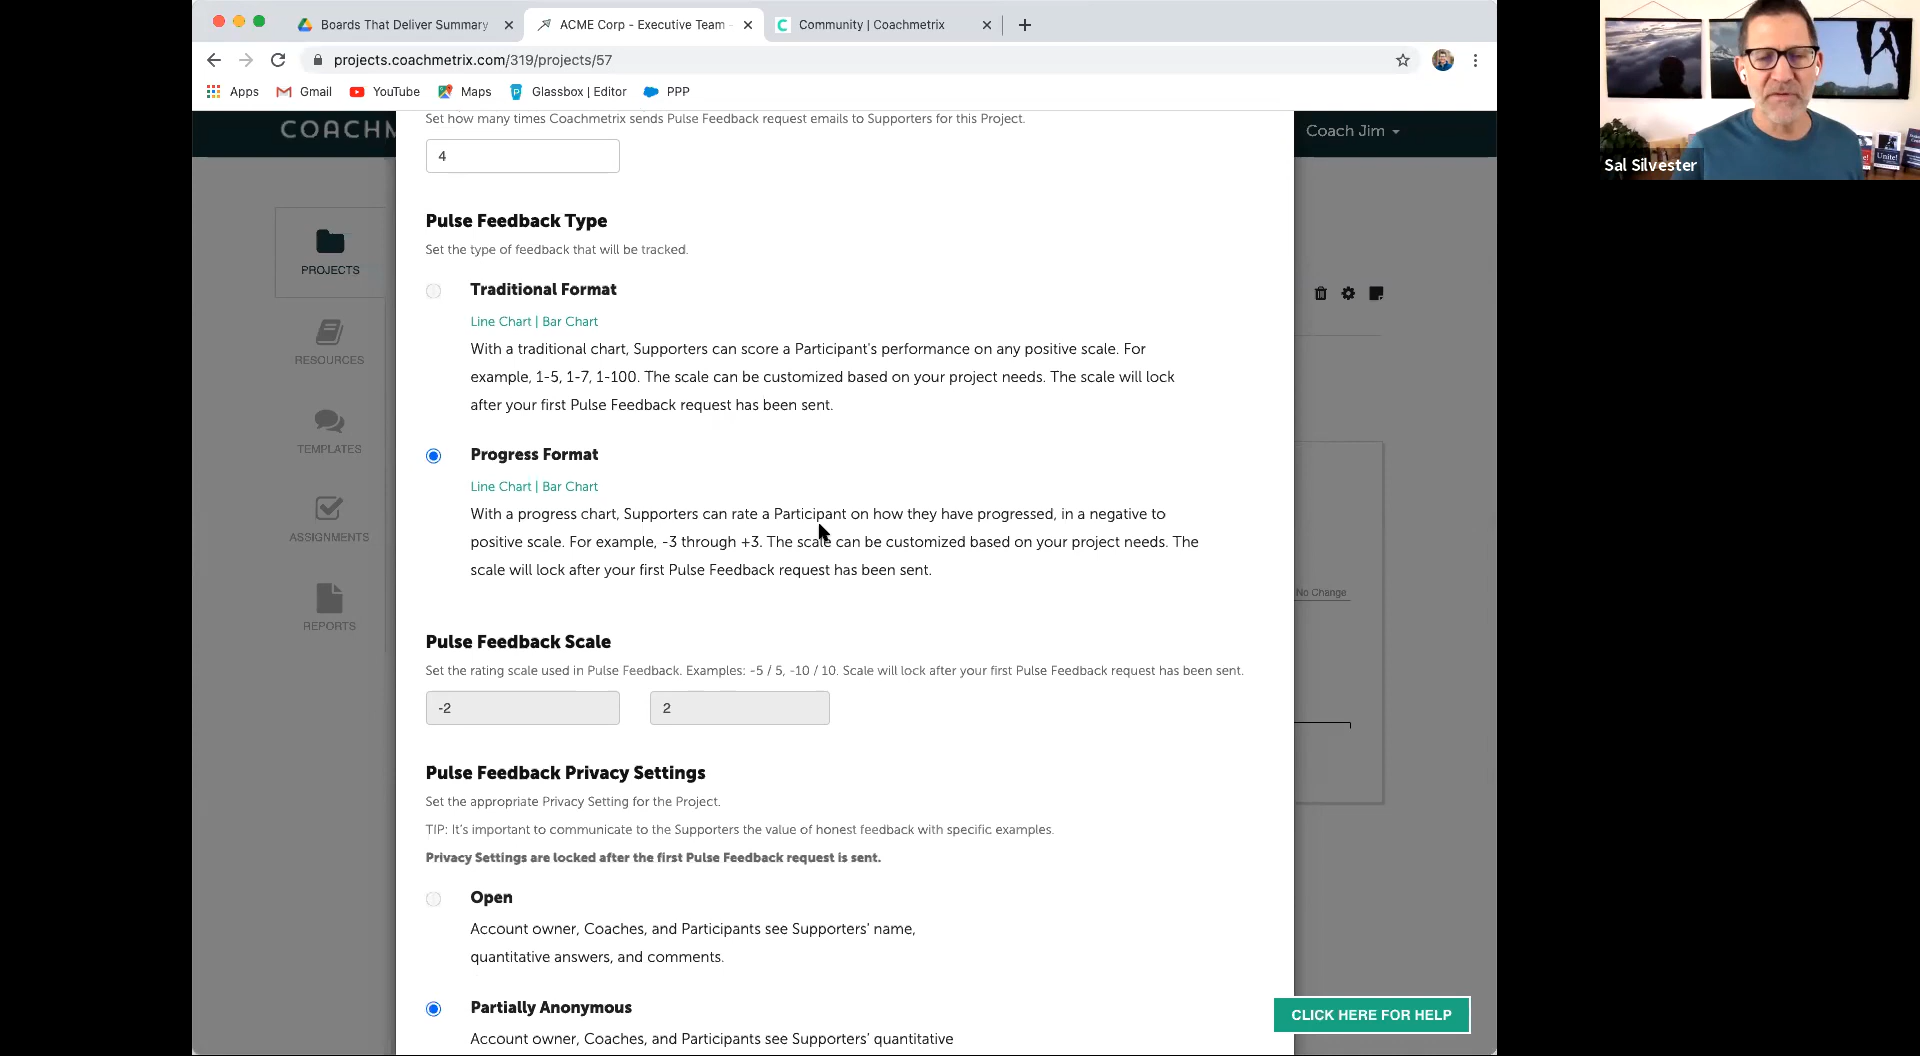 Boards That Deliver Summary
ACME Corp - Executive Team -
Community | Coachmetrix
projects.coachmetrix.com/319/projects/57
Apps
Gmail
YouTube
Maps
Glassbox | Editor
PPP
COACHM
Coach Jim
Sal Silvester
Unite!
Set how many times Coachmetrix sends Pulse Feedback request emails to Supporters for this Project.
4
PROJECTS
RESOURCES
TEMPLATES
ASSIGNMENTS
REPORTS
Pulse Feedback Type
Set the type of feedback that will be tracked.
Traditional Format
Line Chart | Bar Chart
With a traditional chart, Supporters can score a Participant's performance on any positive scale. For
example, 1-5, 1-7, 1-100. The scale can be customized based on your project needs. The scale will lock
after your first Pulse Feedback request has been sent.
Progress Format
Line Chart | Bar Chart
With a progress chart, Supporters can rate a Participant on how they have progressed, in a negative to
positive scale. For example, -3 through +3. The scale can be customized based on your project needs. The
scale will lock after your first Pulse Feedback request has been sent.
No Change
Pulse Feedback Scale
Set the rating scale used in Pulse Feedback. Examples: -5 / 5, -10 / 10. Scale will lock after your first Pulse Feedback request has been sent.
-2
2
Pulse Feedback Privacy Settings
Set the appropriate Privacy Setting for the Project.
TIP: It's important to communicate to the Supporters the value of honest feedback with specific examples.
Privacy Settings are locked after the first Pulse Feedback request is sent.
Open
Account owner, Coaches, and Participants see Supporters' name,
quantitative answers, and comments.
Partially Anonymous
Account owner, Coaches, and Participants see Supporters' quantitative
CLICK HERE FOR HELP